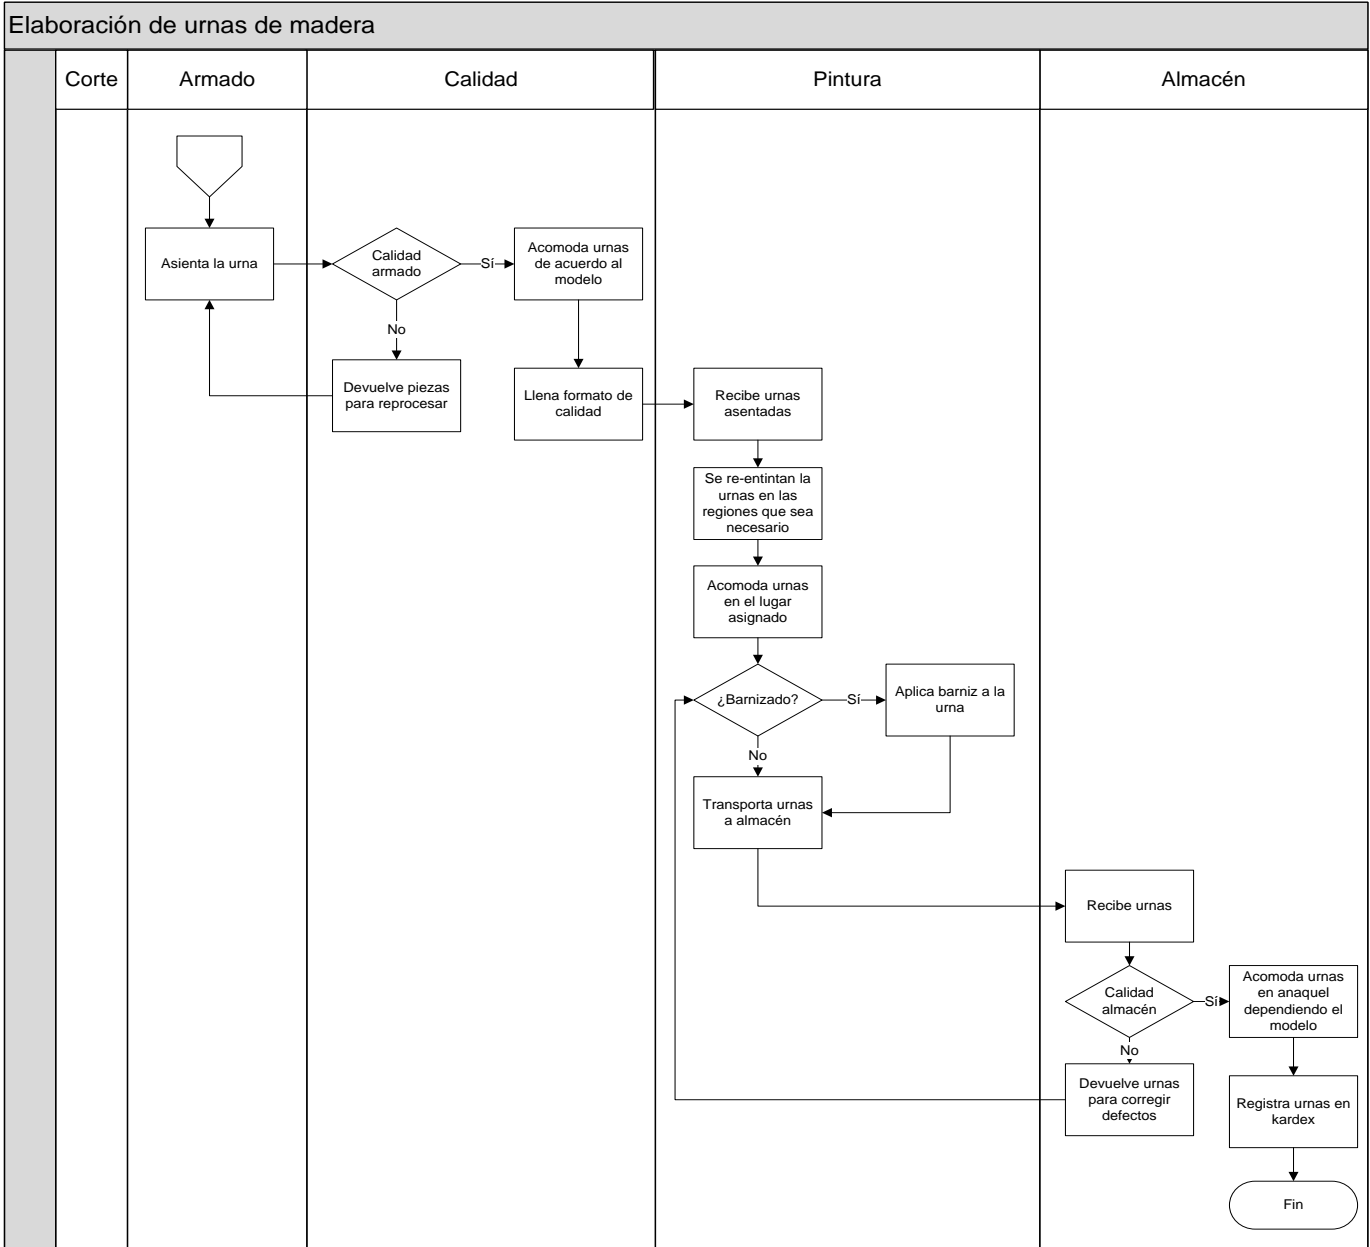 Elaboración de urnas de madera
Corte
Armado
Calidad
Pintura
Almacén
Asienta la urna
Calidad
armado
Sí
Acomoda urnas
de acuerdo al
modelo
No
Devuelve piezas
para reprocesar
Llena formato de
calidad
Recibe urnas
asentadas
Se re-entintan la
urnas en las
regiones que sea
necesario
Acomoda urnas
en el lugar
asignado
¿Barnizado?
Sí
Aplica barniz a la
urna
No
Transporta urnas
a almacén
Recibe urnas
Calidad
almacén
Sí
Acomoda urnas
en anaquel
dependiendo el
modelo
No
Devuelve urnas
para corregir
defectos
Registra urnas en
kardex
Fin